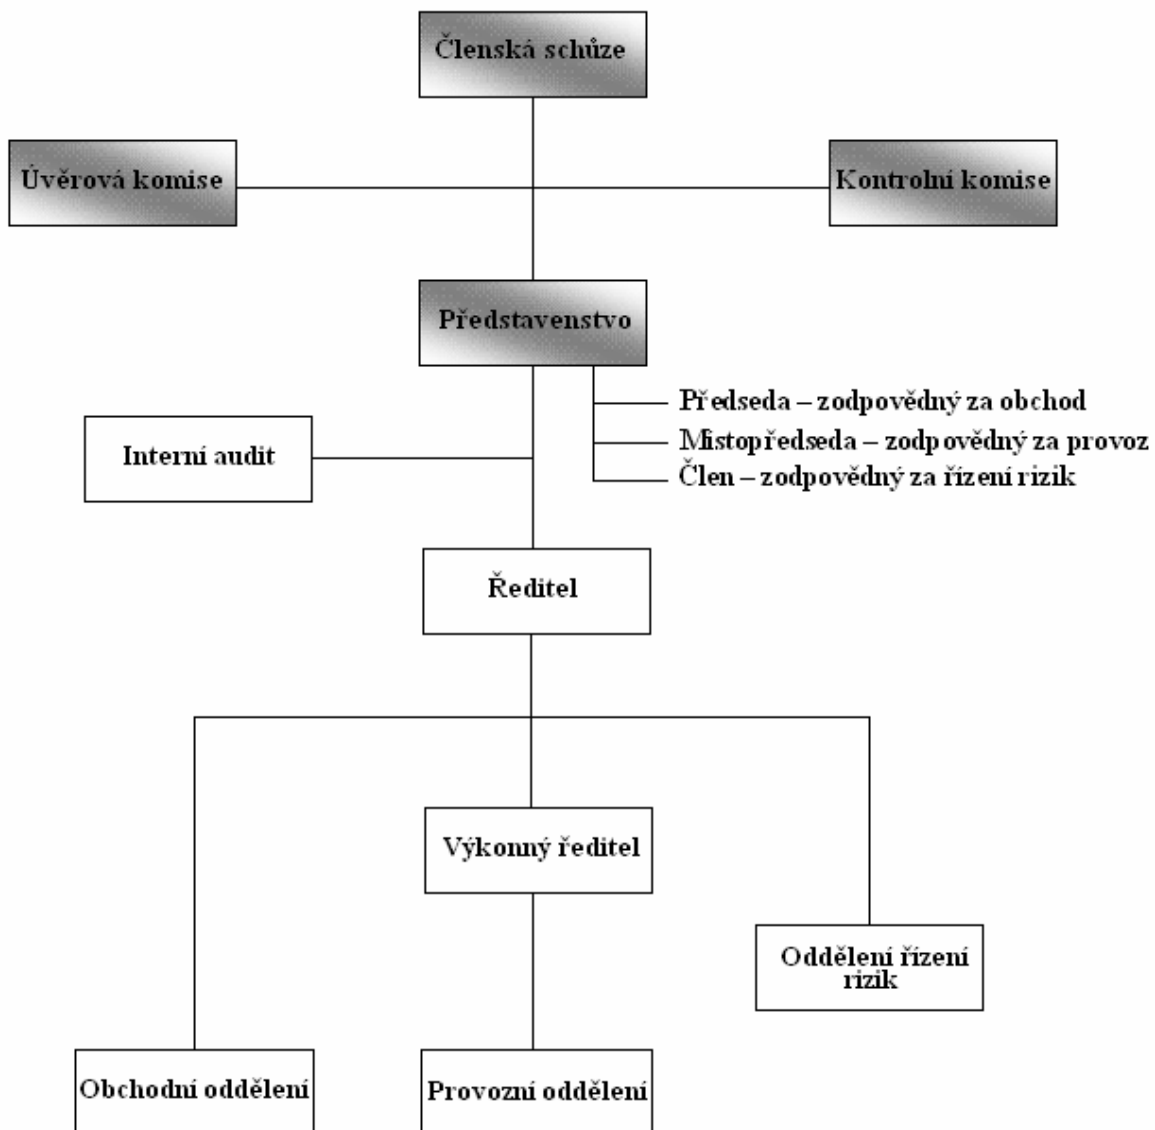 Členská schůze
Úvěrová komise
Kontrolní komise
Představenstvo
Předseda – zodpovědný za obchod
Místopředseda – zodpovědný za provoz
Člen – zodpovědný za řízení rizik
Interní audit
Ředitel
Výkonný ředitel
Oddělení řízení
rizik
Obchodní oddělení
Provozní oddělení